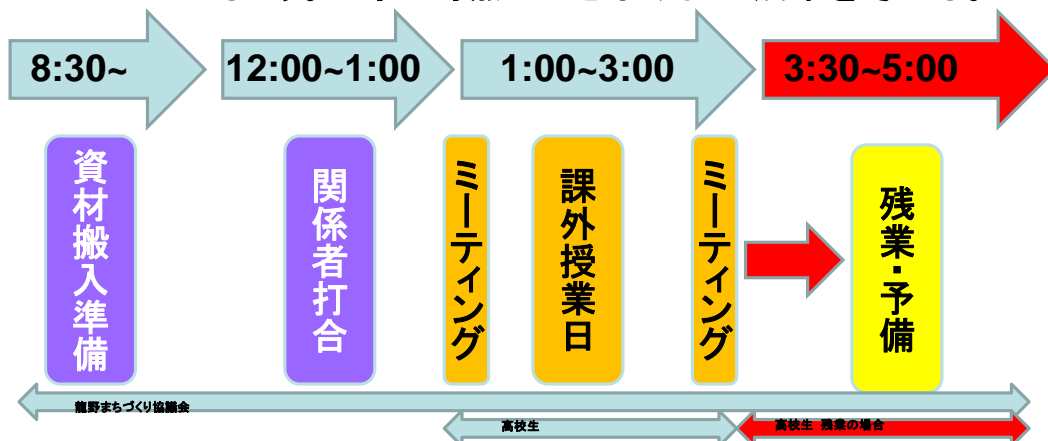 8:30~
12:00~1:00
1:00~3:00
3:30~5:00
資材搬入準備
関係者打合
ミーティング
課外授業日
ミーティング
残業・予備
龍野まちづくり協議会
高校生
高校生 残業の場合